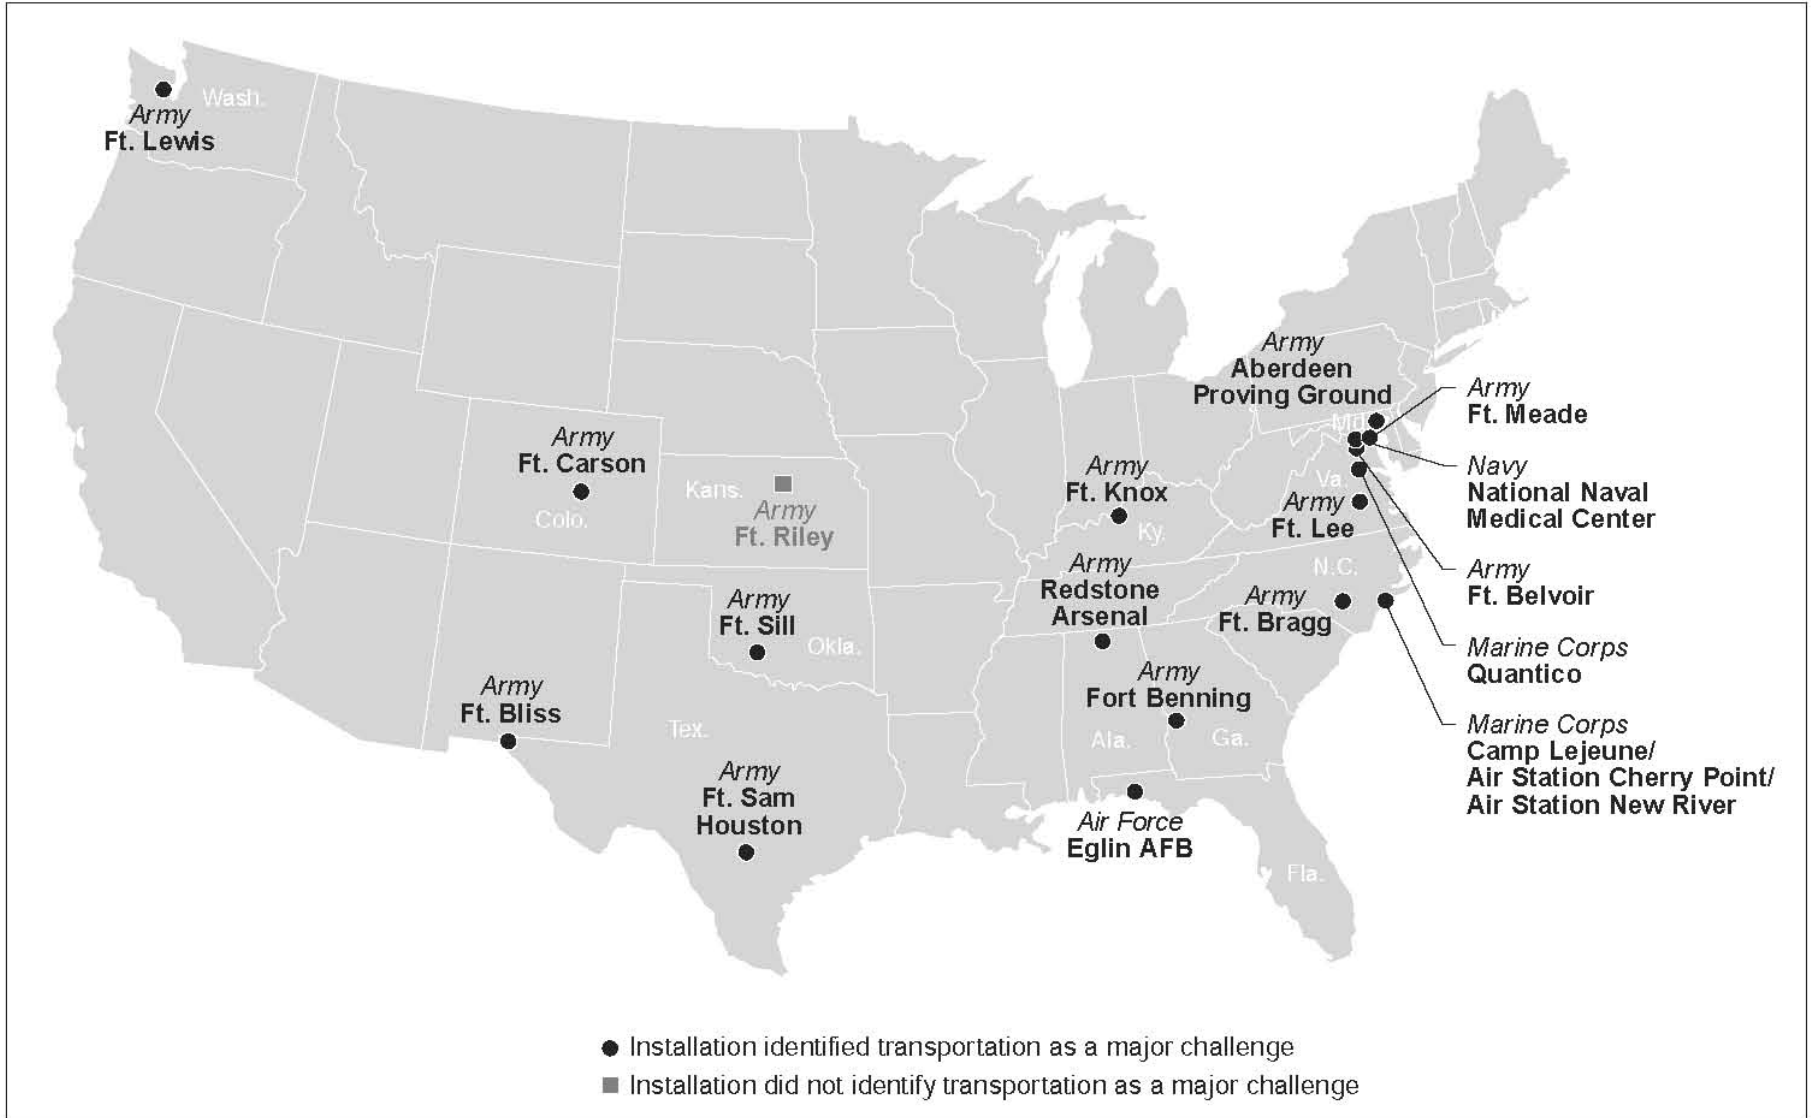 Wash.
Army
Ft. Lewis
Army
Aberdeen
Proving Ground
Md.
Army
Ft. Meade
Army
Ft. Carson
Colo.
Kans.
Army
Ft. Riley
Army
Ft. Knox
Ky.
Va.
Army
Ft. Lee
Navy
National Naval
Medical Center
Army
Redstone
Arsenal
N.C.
Army
Ft. Bragg
Army
Ft. Belvoir
Army
Ft. Sill
Okla.
Marine Corps
Quantico
Army
Ft. Bliss
Tex.
Army
Fort Benning
Ala.
Ga.
Marine Corps
Camp Lejeune/
Air Station Cherry Point/
Air Station New River
Army
Ft. Sam
Houston
Air Force
Eglin AFB
Fla.
Installation identified transportation as a major challenge
Installation did not identify transportation as a major challenge